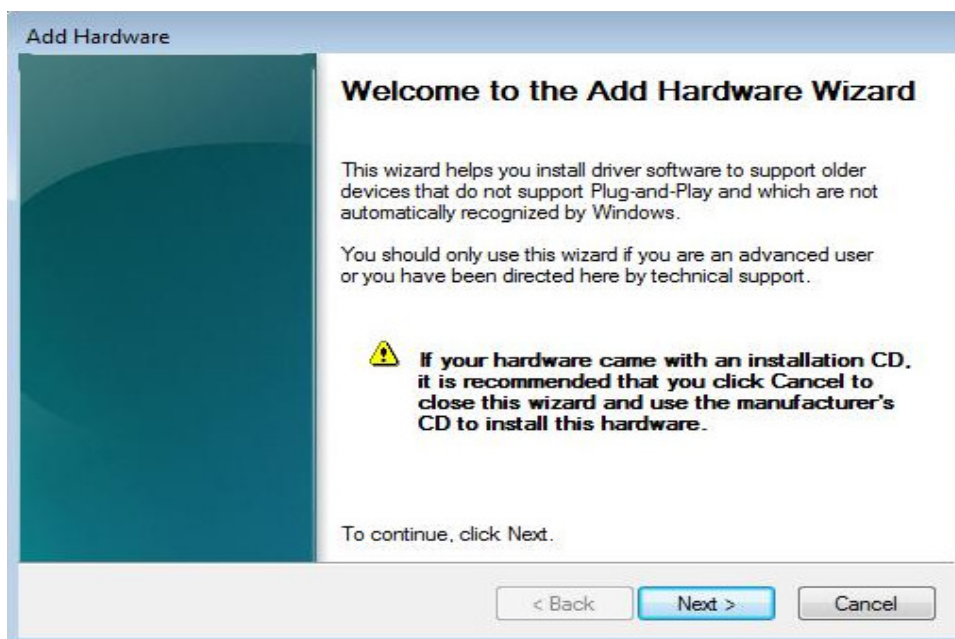 Add Hardware
Welcome to the Add Hardware Wizard
This wizard helps you install driver software to support older
devices that do not support Plug-and-Play and which are not
automatically recognized by Windows.
You should only use this wizard if you are an advanced user
or you have been directed here by technical support.
If your hardware came with an installation CD,
it is recommended that you click Cancel to
close this wizard and use the manufacturer's
CD to install this hardware.
To continue, click Next.
< Back Next > Cancel